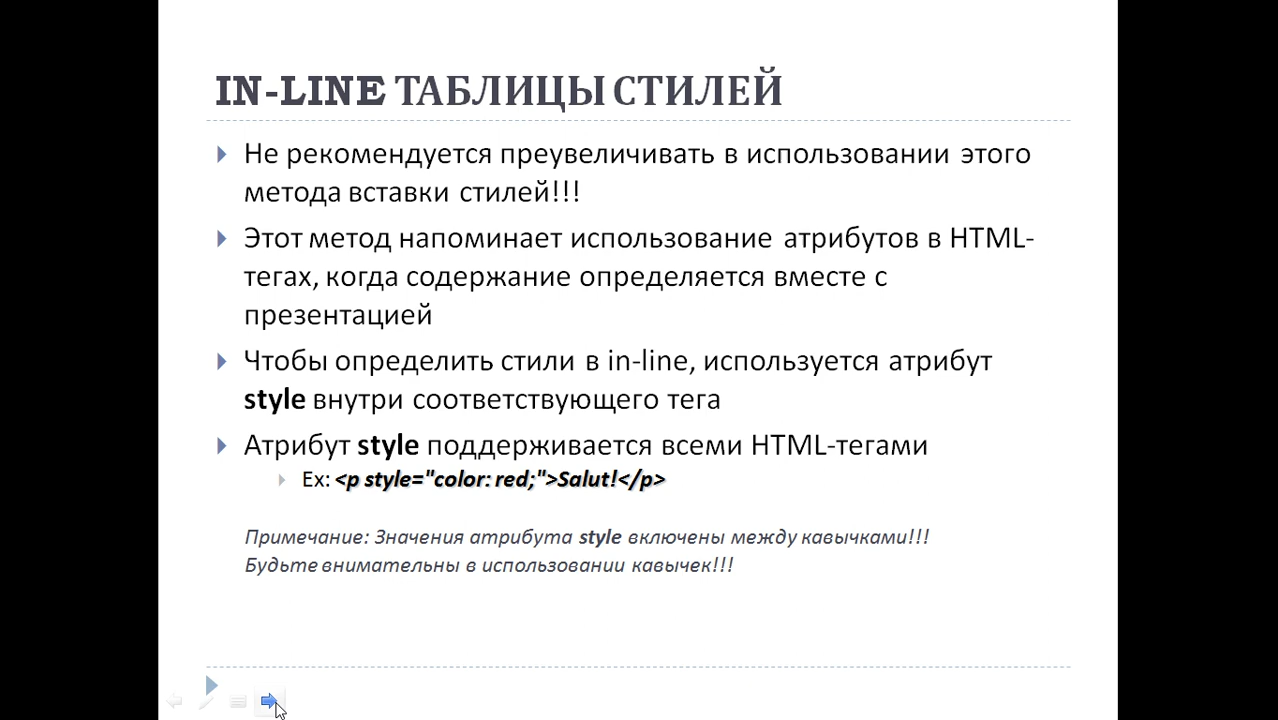 IN-LINE ТАБЛИЦЫ СТИЛЕЙ
Не рекомендуется преувеличивать в использовании этого
метода вставки стилей!!!
Этот метод напоминает использование атрибутов в HTML-
тегах, когда содержание определяется вместе с
презентацией
Чтобы определить стили в in-line, используется атрибут
style внутри соответствующего тега
Атрибут style поддерживается всеми HTML-тегами
Ex: <p style="color: red;">Salut!</p>
Примечание: Значения атрибута style включены между кавычками!!!
Будьте внимательны в использовании кавычек!!!